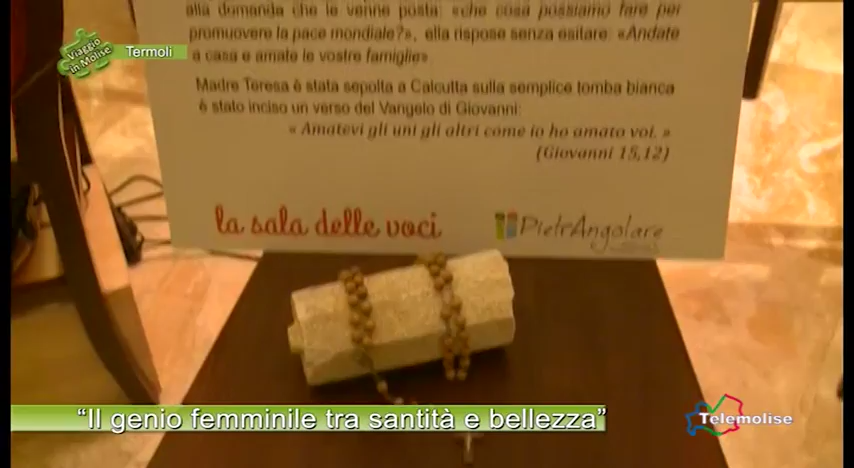 alla domanda che le venne posta: «che cosa possiamo fare per
promuovere la pace mondiale?», ella rispose senza esitare: «Andate
a casa e amate le vostre famiglie».
Viaggio
in Molise
Termoli
Madre Teresa è stata sepolta a Calcutta sulla semplice tomba bianca
è stato inciso un verso del Vangelo di Giovanni:
« Amatevi gli uni gli altri come io ho amato voi. »
(Giovanni 15,12)
la sala delle voci
PietrAngolare
“Il genio femminile tra santità e bellezza”
Telemolise